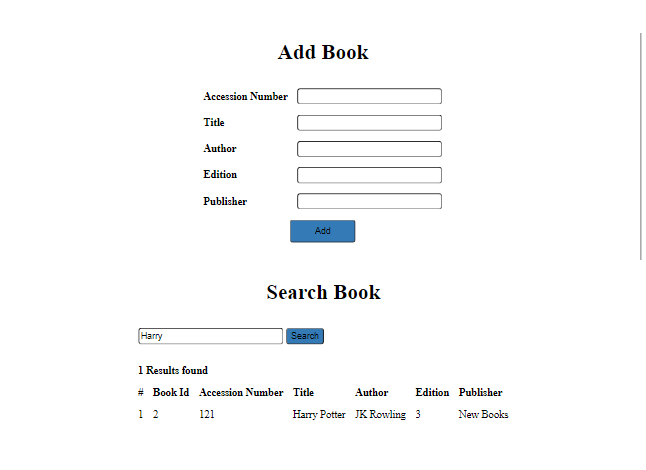 Add Book
Accession Number
Title
Author
Edition
Publisher
Add
Search Book
Harry Search
1 Results found
# Book Id Accession Number Title Author Edition Publisher
1 2 121 Harry Potter JK Rowling 3 New Books